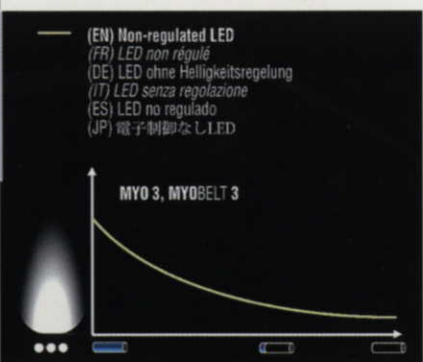 (EN) Non-regulated LED
(FR) LED non régulé
(DE) LED ohne Helligkeitsregelung
(IT) LED senza regolazione
(ES) LED no regulado
(JP) 電子制御なしLED
MYO 3, MYOBELT 3